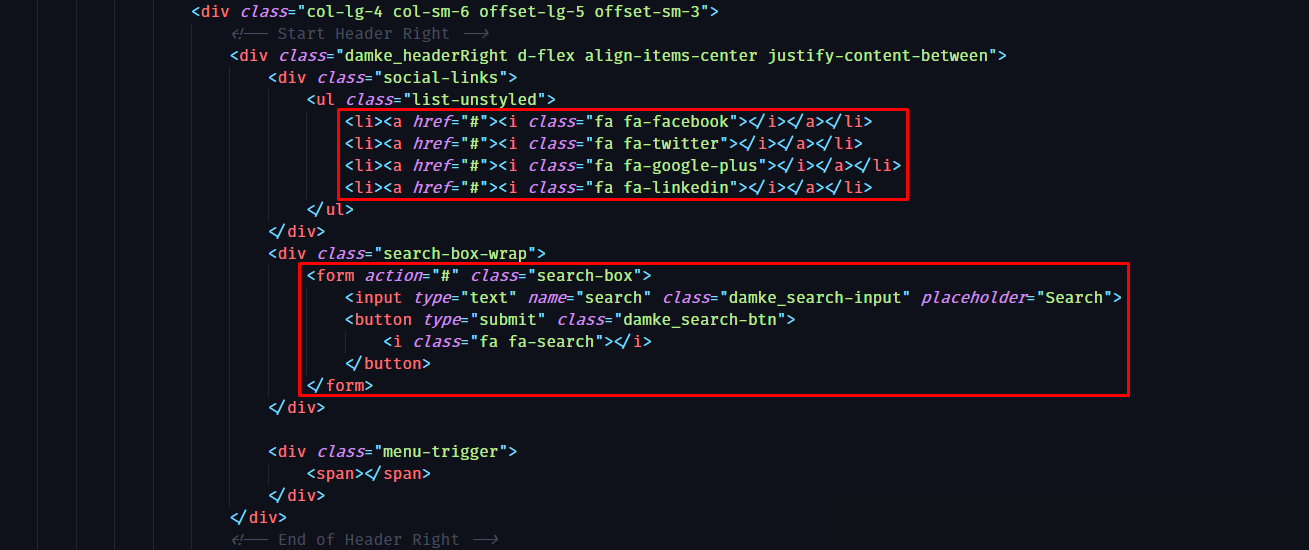 <div class="col-lg-4 col-sm-6 offset-lg-5 offset-sm-3">
<!-- Start Header Right -->
<div class="damke_headerRight d-flex align-items-center justify-content-between">
<div class="social-links">
<ul class="list-unstyled">
<li><a href="#"><i class="fa fa-facebook"></i></a></li>
<li><a href="#"><i class="fa fa-twitter"></i></a></li>
<li><a href="#"><i class="fa fa-google-plus"></i></a></li>
<li><a href="#"><i class="fa fa-linkedin"></i></a></li>
</ul>
</div>
<div class="search-box-wrap">
<form action="#" class="search-box">
<input type="text" name="search" class="damke_search-input" placeholder="Search">
<button type="submit" class="damke_search-btn">
<i class="fa fa-search"></i>
</button>
</form>
</div>
<div class="menu-trigger">
<span></span>
</div>
</div>
<!-- End of Header Right -->